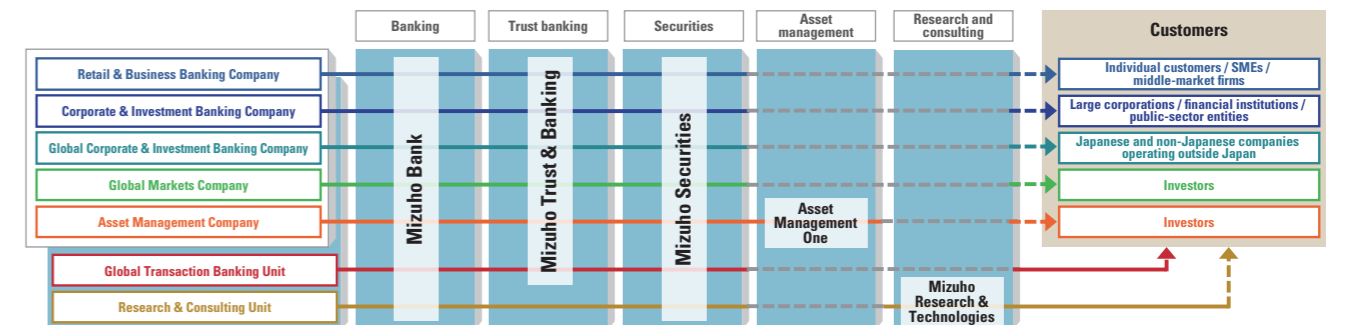 Banking
Trust banking
Securities
Asset
management
Research and
consulting
Customers
Retail & Business Banking Company
Corporate & Investment Banking Company
Global Corporate & Investment Banking Company
Global Markets Company
Asset Management Company
Global Transaction Banking Unit
Research & Consulting Unit
Mizuho Bank
Mizuho Trust & Banking
Mizuho Securities
Asset
Management
One
Mizuho
Research &
Technologies
Individual customers / SMEs /
middle-market firms
Large corporations / financial institutions /
public-sector entities
Japanese and non-Japanese companies
operating outside Japan
Investors
Investors